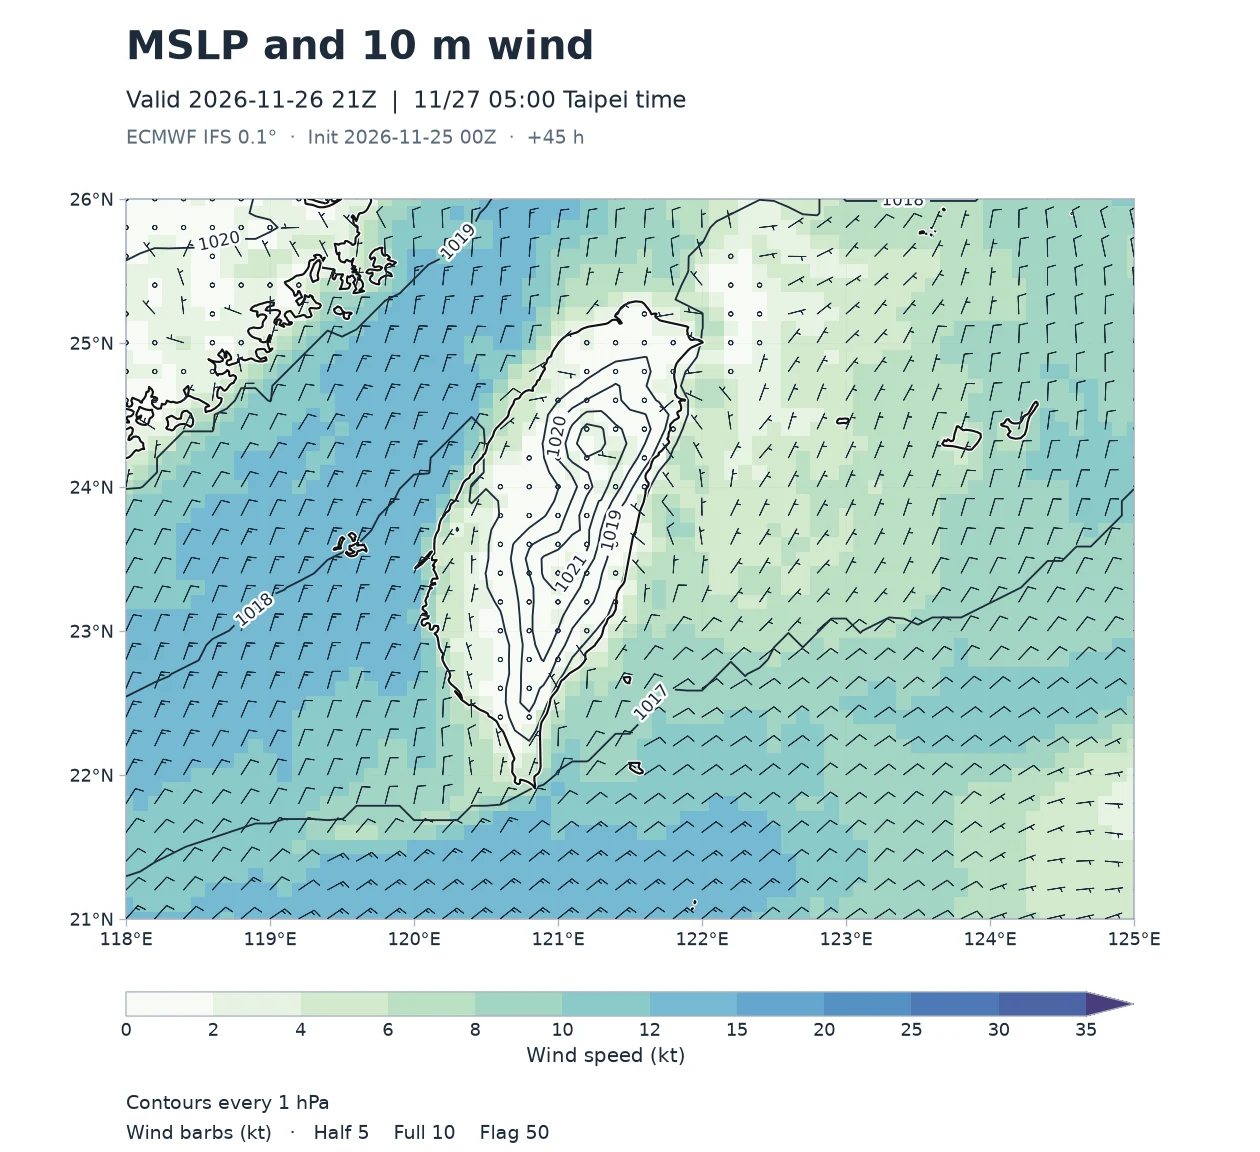 MSLP and 10 m wind
Valid 2026-11-26 21Z | 11/27 05:00 Taipei time
ECMWF IFS 0.1° · Init 2026-11-25 00Z · +45 h
26°N
25°N
24°N
23°N
22°N
21°N
1018
1020
1019
1020
1019
1021
1018
1017
118°E 119°E 120°E 121°E 122°E 123°E 124°E 125°E
0 2 4 6 8 10 12 15 20 25 30 35
Wind speed (kt)
Contours every 1 hPa
Wind barbs (kt) · Half 5 Full 10 Flag 50